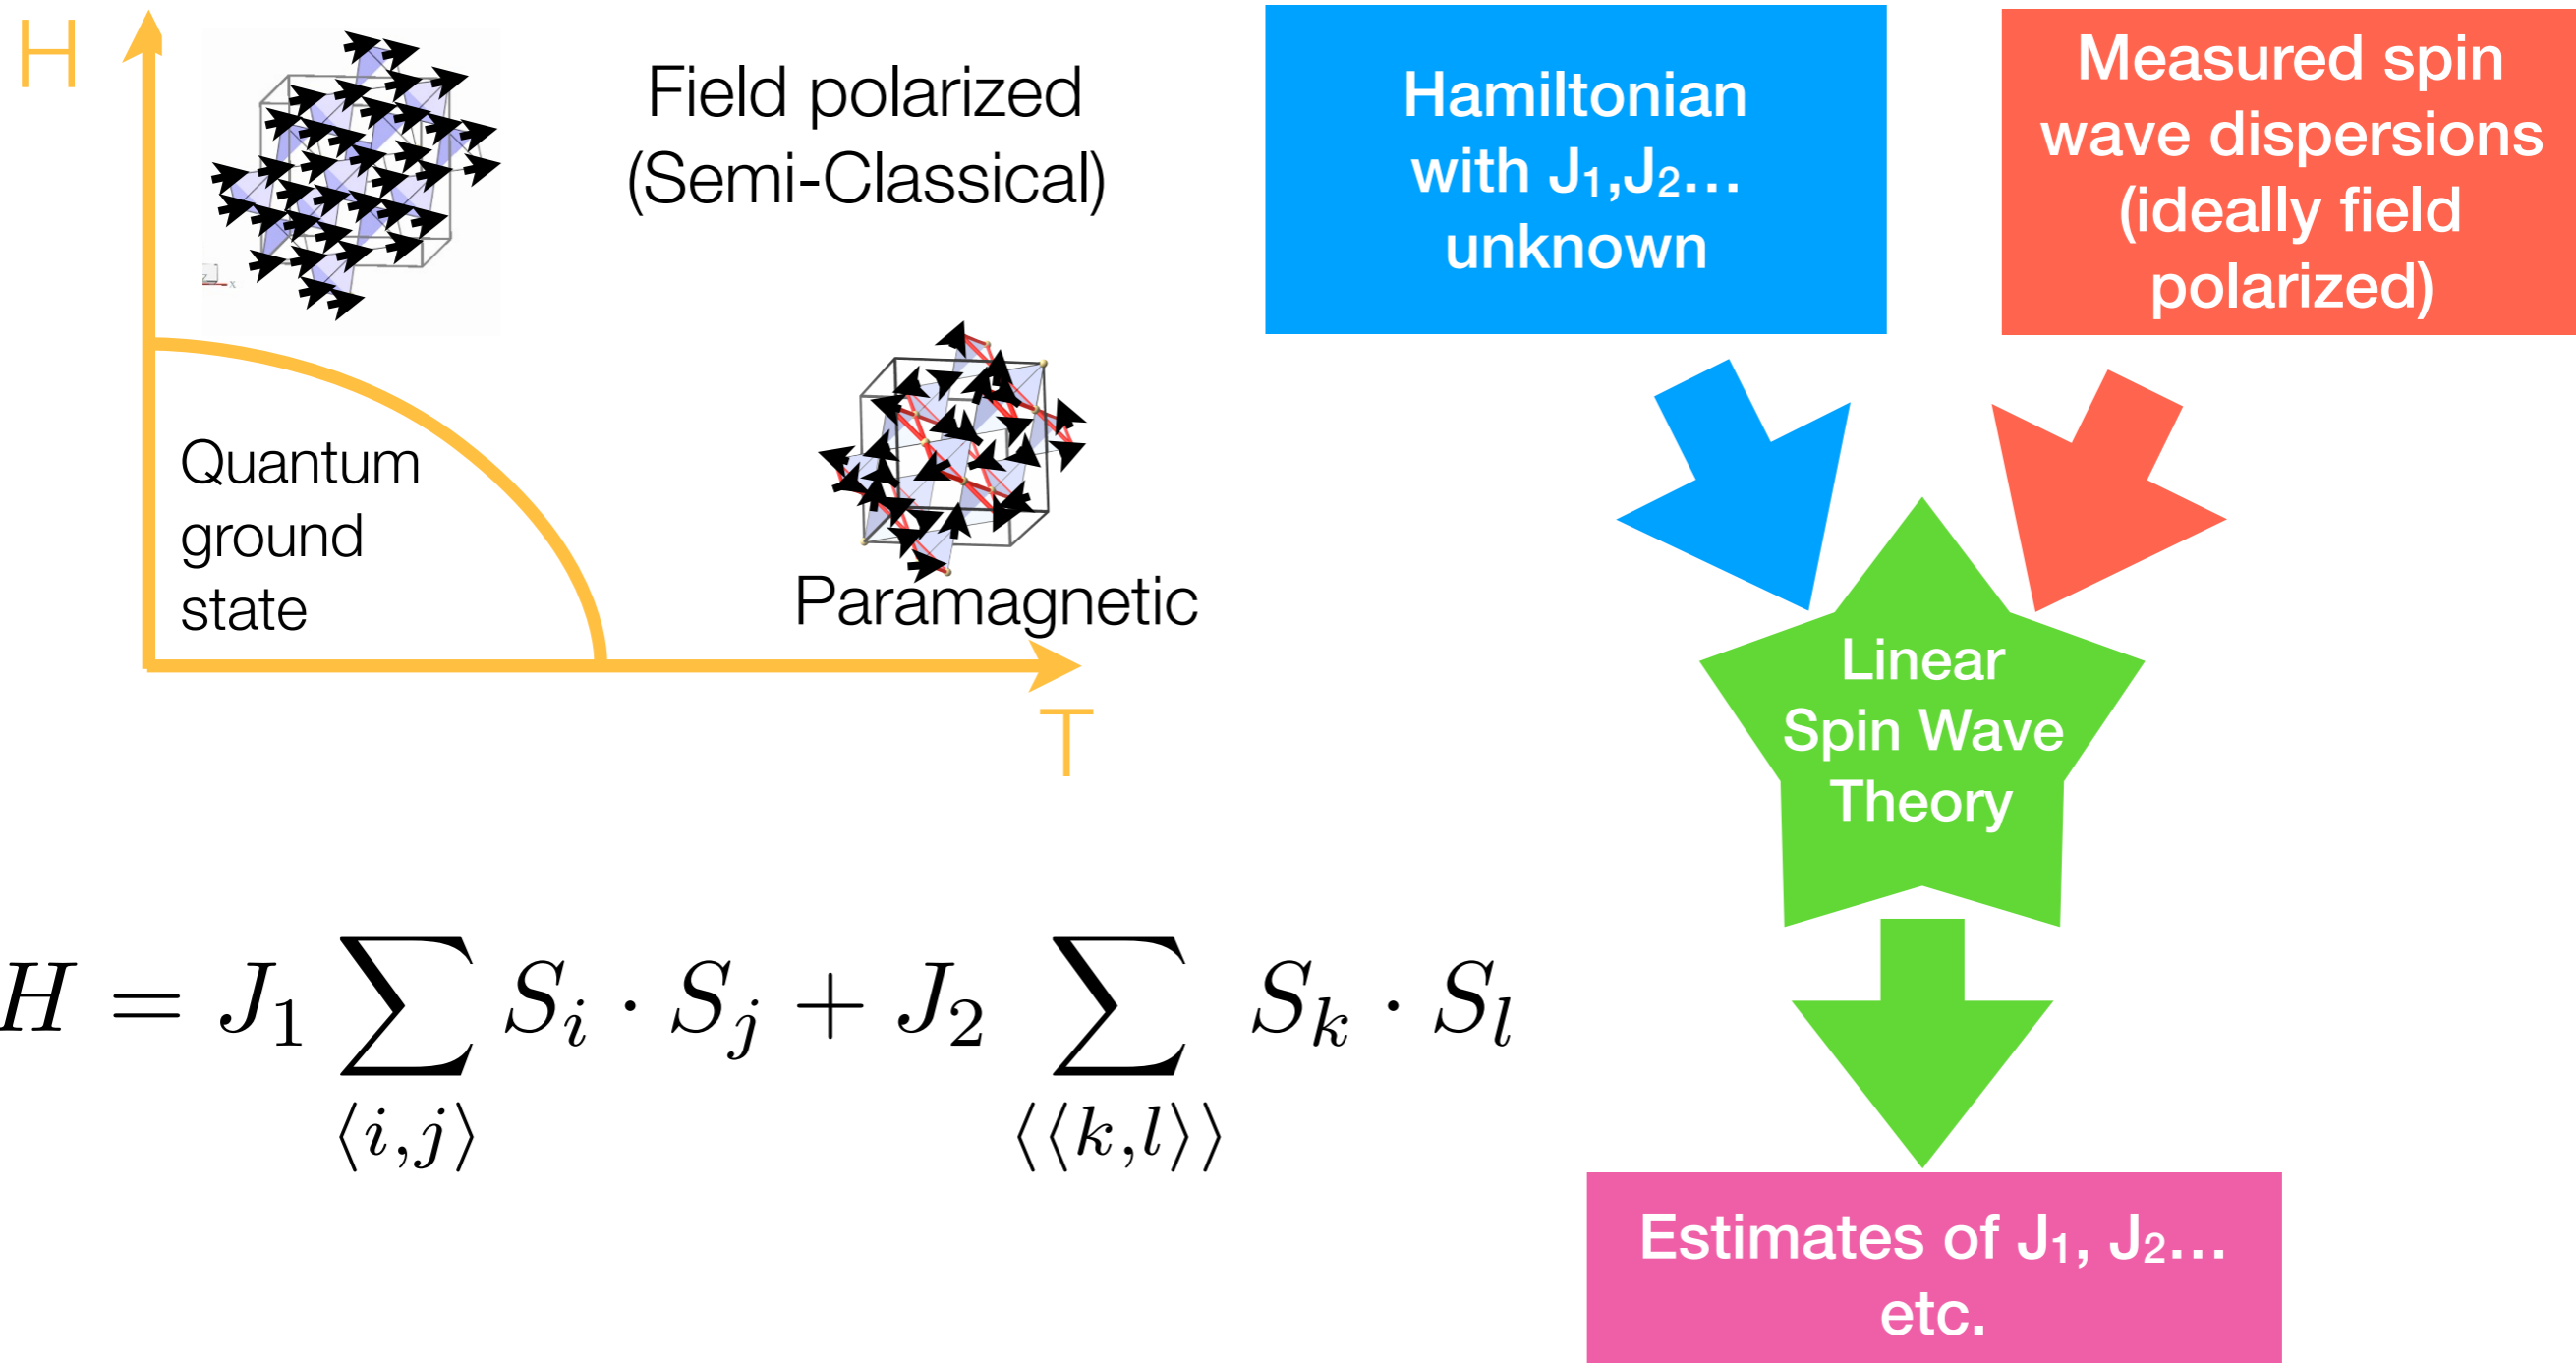 H
Field polarized
(Semi-Classical)
Quantum
ground
state
Paramagnetic
T
Hamiltonian
with J₁,J₂...
unknown
Measured spin
wave dispersions
(ideally field
polarized)
Linear
Spin Wave
Theory
H = J₁ ∑ Sᵢ · Sⱼ + J₂ ∑ Sₖ · Sₗ
⟨i,j⟩ ⟨⟨k,l⟩⟩
Estimates of J₁, J₂...
etc.